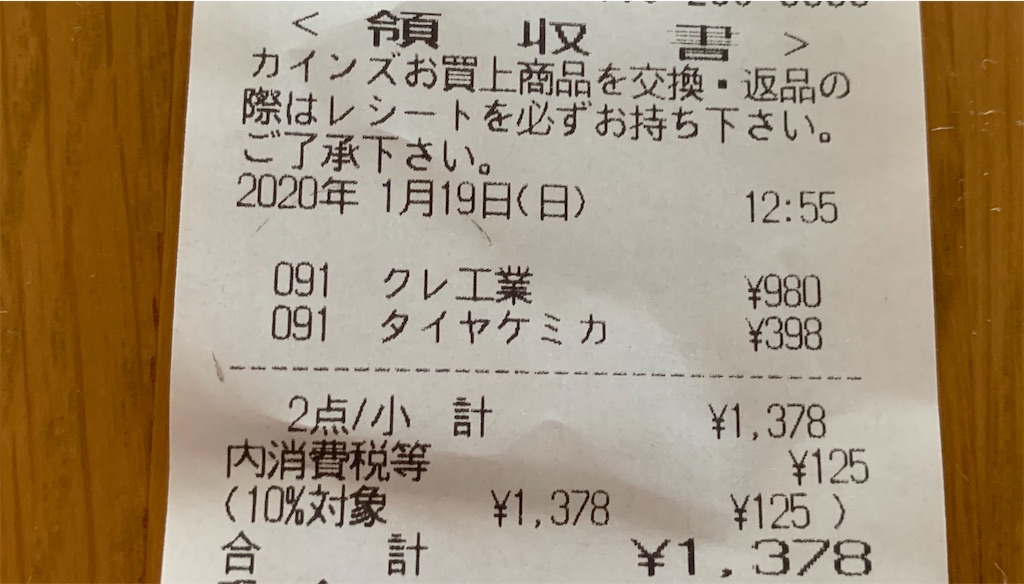 < 領 収 書 >
カインズお買上商品を交換・返品の
際はレシートを必ずお持ち下さい。
ご了承下さい。
2020年 1月19日(日) 12:55
091 クレ工業 ¥980
091 タイヤケミカ ¥398
2点/小 計 ¥1,378
内消費税等 ¥125
(10%対象 ¥1,378 ¥125 )
合 計 ¥1,378